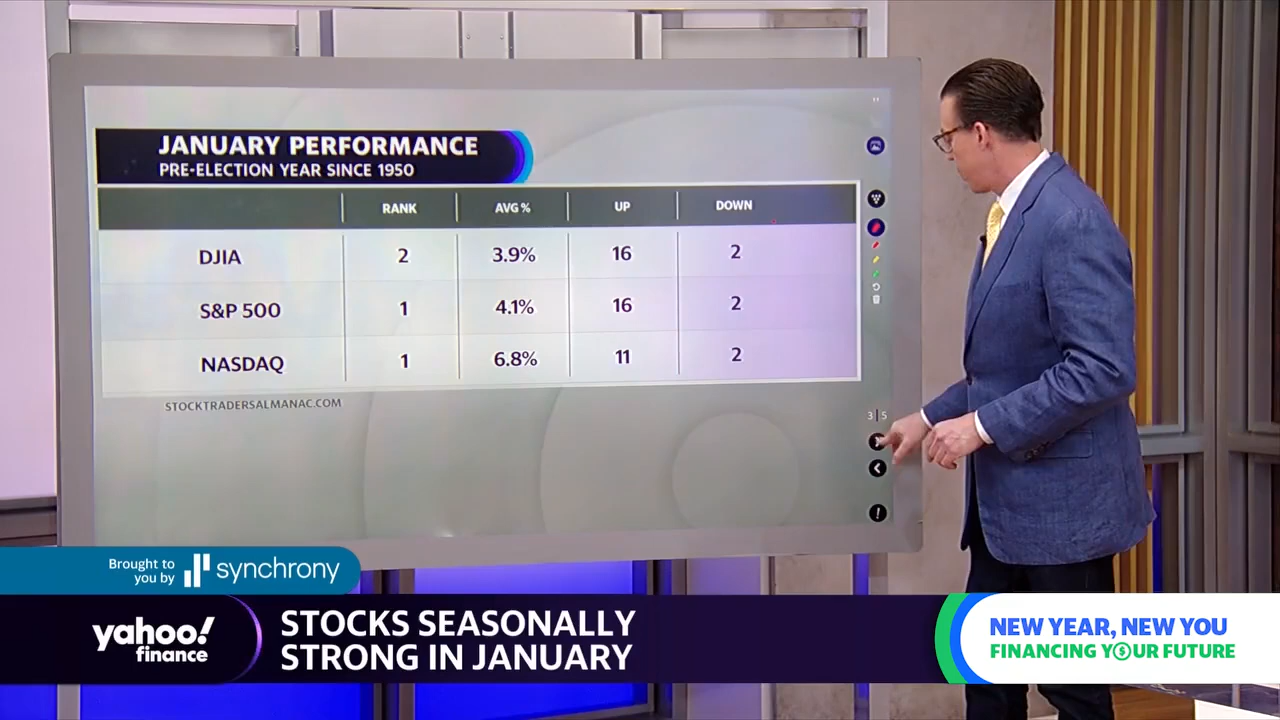 JANUARY PERFORMANCE
PRE-ELECTION YEAR SINCE 1950
RANK AVG % UP DOWN
DJIA 2 3.9% 16 2
S&P 500 1 4.1% 16 2
NASDAQ 1 6.8% 11 2
STOCKTRADERSALMANAC.COM
3|5
Brought to
you by synchrony
yahoo!
finance
STOCKS SEASONALLY
STRONG IN JANUARY
NEW YEAR, NEW YOU
FINANCING YOUR FUTURE